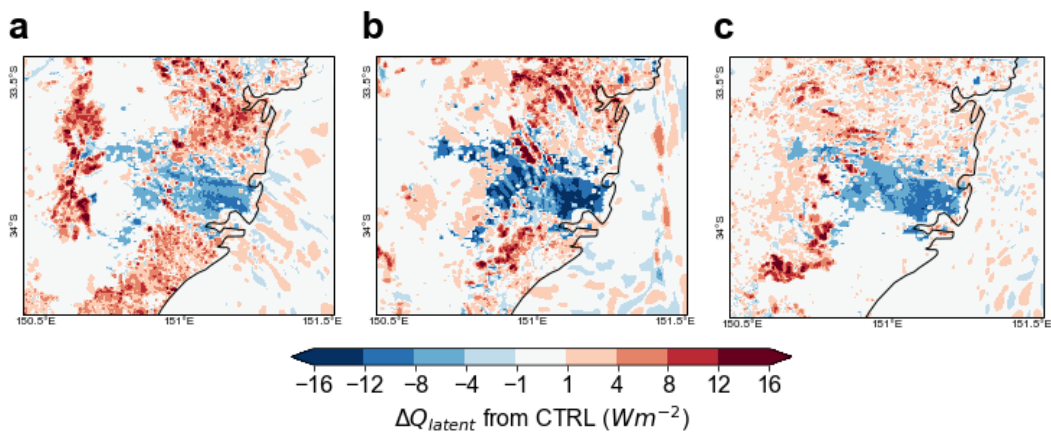 a b c
33.5°S 33.5°S 33.5°S
34°S 34°S 34°S
150.5°E 151°E 151.5°E 150.5°E 151°E 151.5°E 150.5°E 151°E 151.5°E
−16 −12 −8 −4 −1 1 4 8 12 16
ΔQ_latent from CTRL (Wm⁻²)